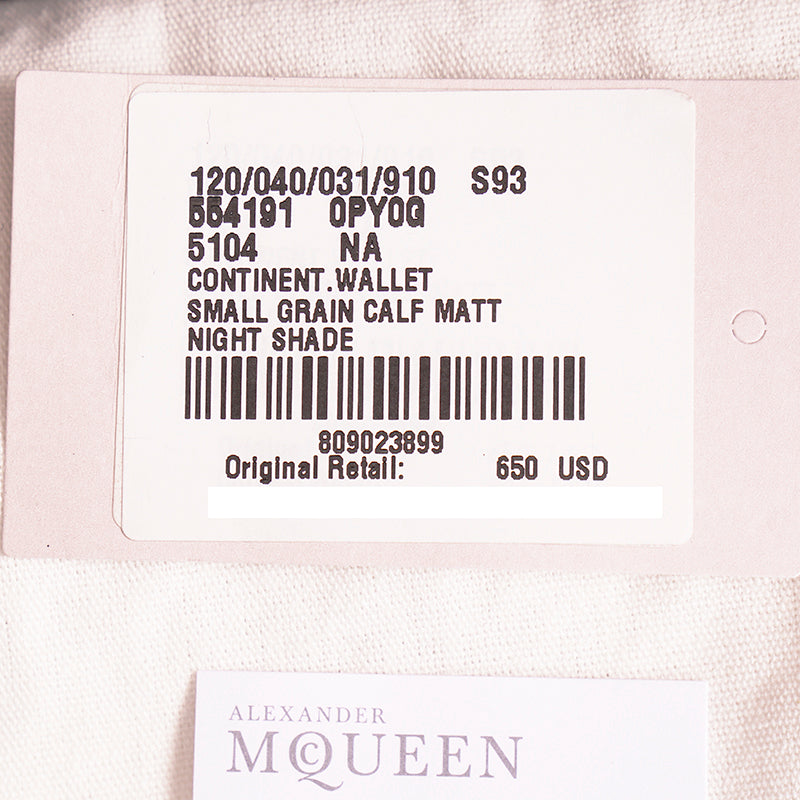 120/040/031/910 S93
554191 0PY0G
5104 NA
CONTINENT.WALLET
SMALL GRAIN CALF MATT
NIGHT SHADE
809023899
Original Retail: 650 USD
ALEXANDER
McQUEEN